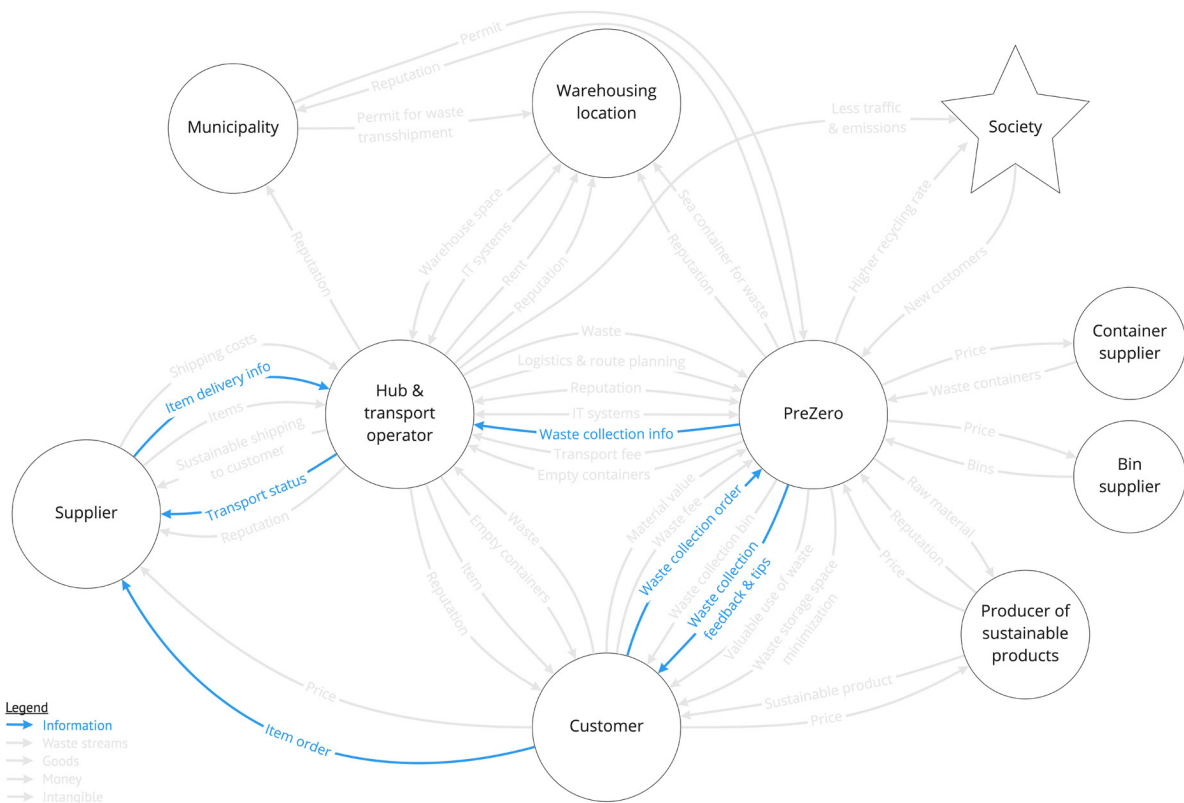 Permit
Reputation
Municipality
Permit for waste
transshipment
Warehousing
location
Less traffic
& emissions
Society
Reputation
Warehouse space
IT systems
Rent
Reputation
Sea container for waste
Reputation
Higher recycling rate
New customers
Container
supplier
Price
Waste containers
Shipping costs
Item delivery info
Items
Sustainable shipping
to customer
Transport status
Reputation
Supplier
Hub &
transport
operator
Waste
Logistics & route planning
Reputation
IT systems
Waste collection info
Transport fee
Empty containers
PreZero
Price
Bins
Bin
supplier
Raw material
Reputation
Price
Producer of
sustainable
products
Waste
Empty containers
Item
Reputation
Material value
Waste fee
Waste collection order
Waste collection bin
Waste collection
feedback & tips
Valuable use of waste
Waste storage space
minimization
Sustainable product
Price
Customer
Price
Item order
Legend
Information
Waste streams
Goods
Money
Intangible